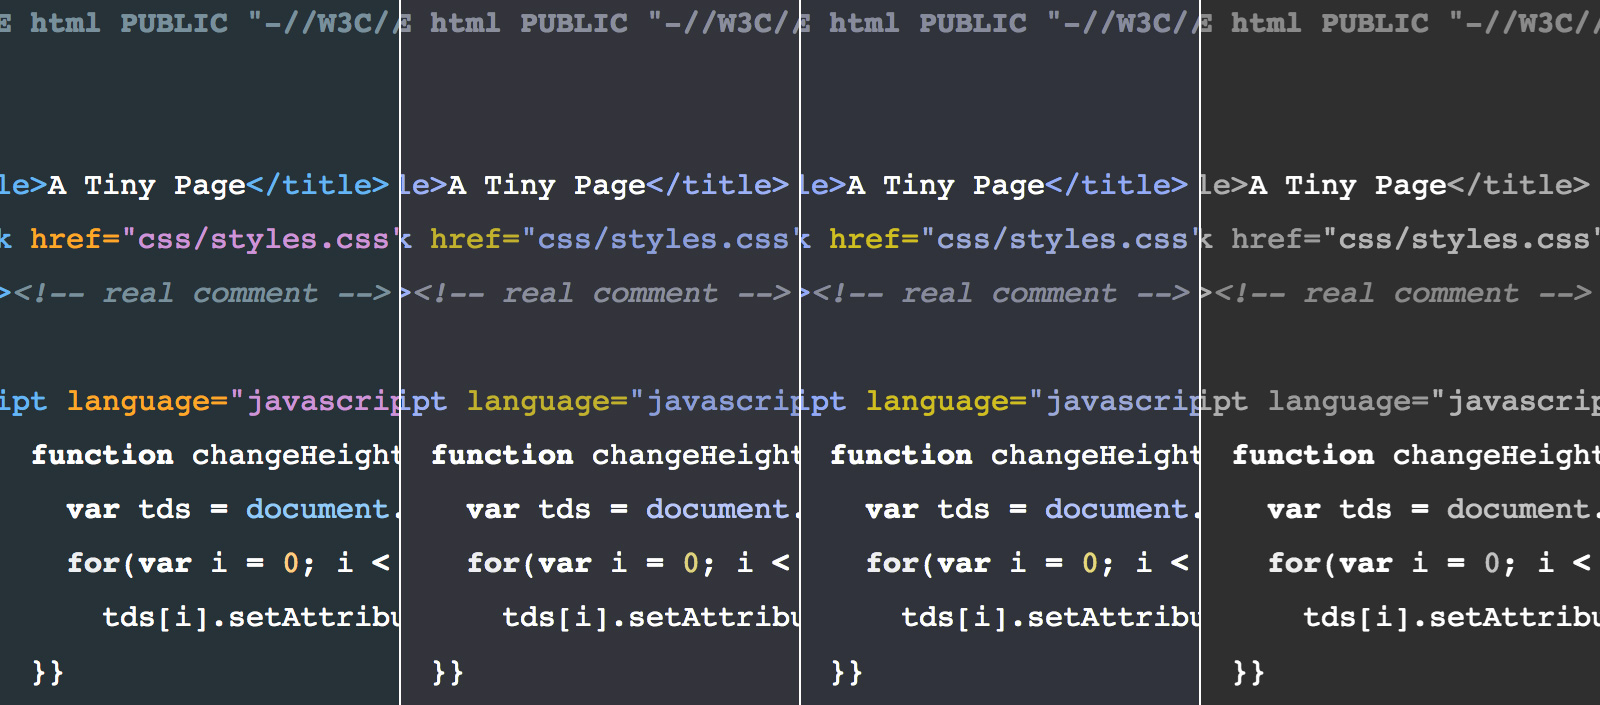 E html PUBLIC "-//W3C//
le>A Tiny Page</title>
k href="css/styles.css"
><!-- real comment -->
ipt language="javascrip
function changeHeight
var tds = document.
for(var i = 0; i <
tds[i].setAttribu
}}
E html PUBLIC "-//W3C//
le>A Tiny Page</title>
k href="css/styles.css"
><!-- real comment -->
ipt language="javascrip
function changeHeight
var tds = document.
for(var i = 0; i <
tds[i].setAttribu
}}
E html PUBLIC "-//W3C//
le>A Tiny Page</title>
k href="css/styles.css"
><!-- real comment -->
ipt language="javascrip
function changeHeight
var tds = document.
for(var i = 0; i <
tds[i].setAttribu
}}
E html PUBLIC "-//W3C//
le>A Tiny Page</title>
k href="css/styles.css"
><!-- real comment -->
ipt language="javascrip
function changeHeight
var tds = document.
for(var i = 0; i <
tds[i].setAttribu
}}